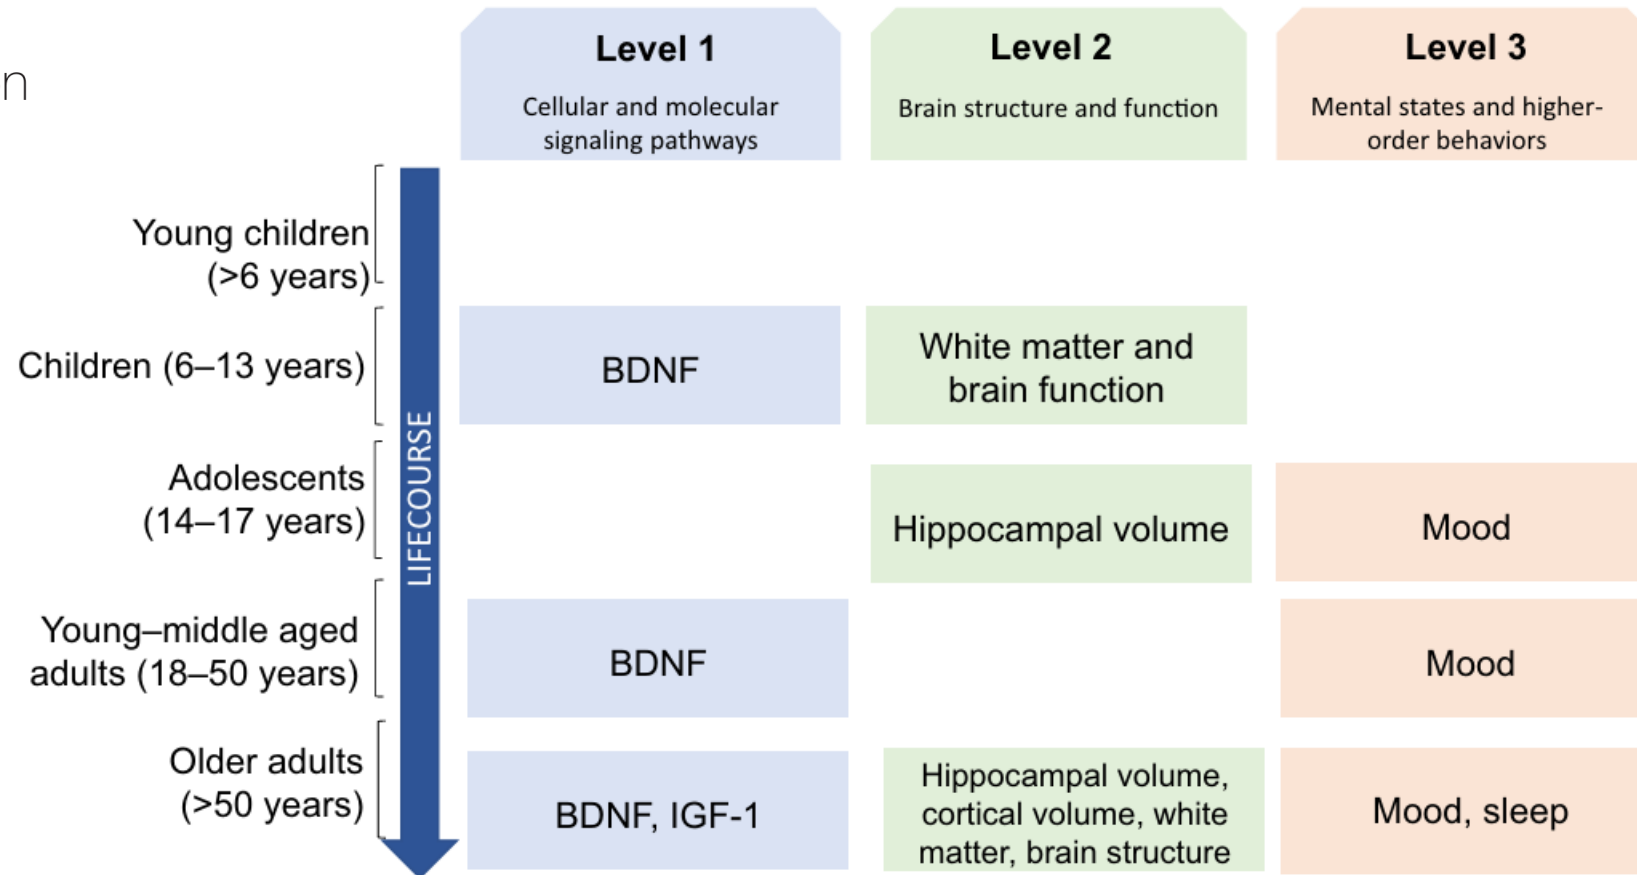 n
Level 1
Cellular and molecular
signaling pathways
Level 2
Brain structure and function
Level 3
Mental states and higher-
order behaviors
LIFECOURSE
Young children
(>6 years)
Children (6–13 years)
BDNF
White matter and
brain function
Adolescents
(14–17 years)
Hippocampal volume
Mood
Young–middle aged
adults (18–50 years)
BDNF
Mood
Older adults
(>50 years)
BDNF, IGF-1
Hippocampal volume,
cortical volume, white
matter, brain structure
Mood, sleep